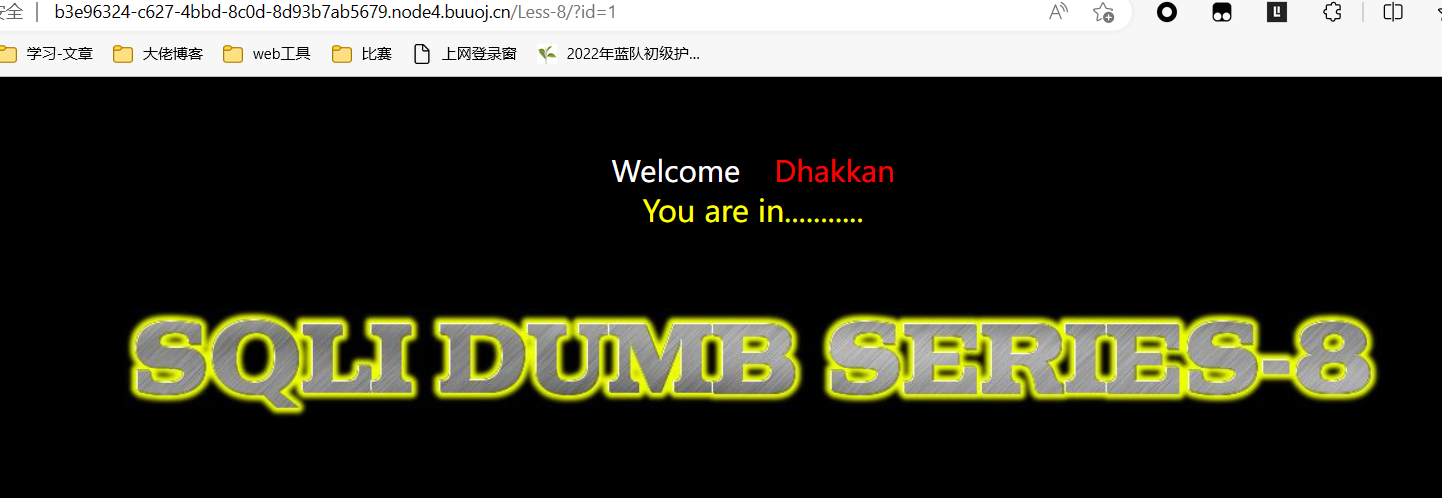 安全 | b3e96324-c627-4bbd-8c0d-8d93b7ab5679.node4.buuoj.cn/Less-8/?id=1
学习-文章 大佬博客 web工具 比赛 上网登录窗 2022年蓝队初级护...
Welcome Dhakkan
You are in...........
SQLI DUMB SERIES-8